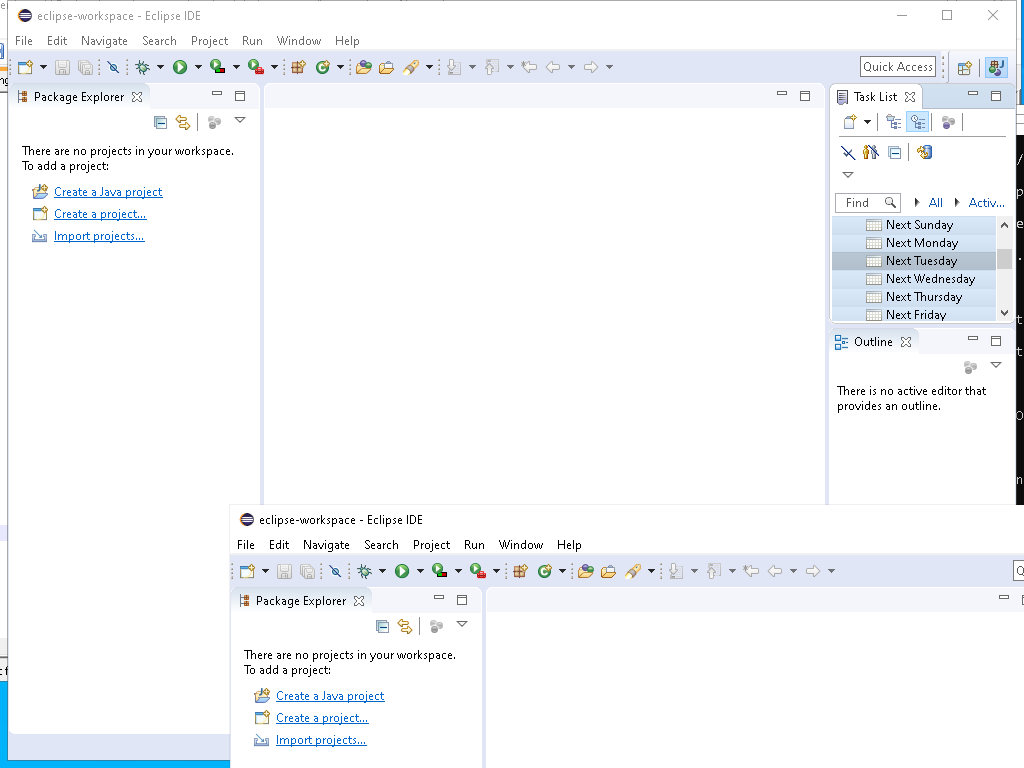 eclipse-workspace - Eclipse IDE
File Edit Navigate Search Project Run Window Help
Quick Access
Package Explorer
There are no projects in your workspace.
To add a project:
Create a Java project
Create a project...
Import projects...
Task List
Find All Activ...
Next Sunday
Next Monday
Next Tuesday
Next Wednesday
Next Thursday
Next Friday
Outline
There is no active editor that
provides an outline.
eclipse-workspace - Eclipse IDE
File Edit Navigate Search Project Run Window Help
Package Explorer
There are no projects in your workspace.
To add a project:
Create a Java project
Create a project...
Import projects...